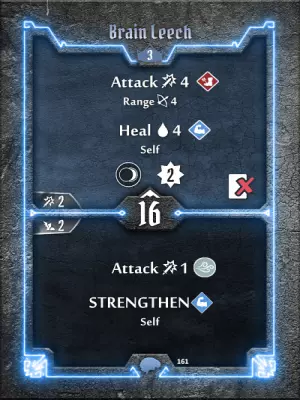 Brain Leech
3
Attack 4
Range 4
Heal 4
Self
2
2
16
2
Attack 1
STRENGTHEN
Self
161